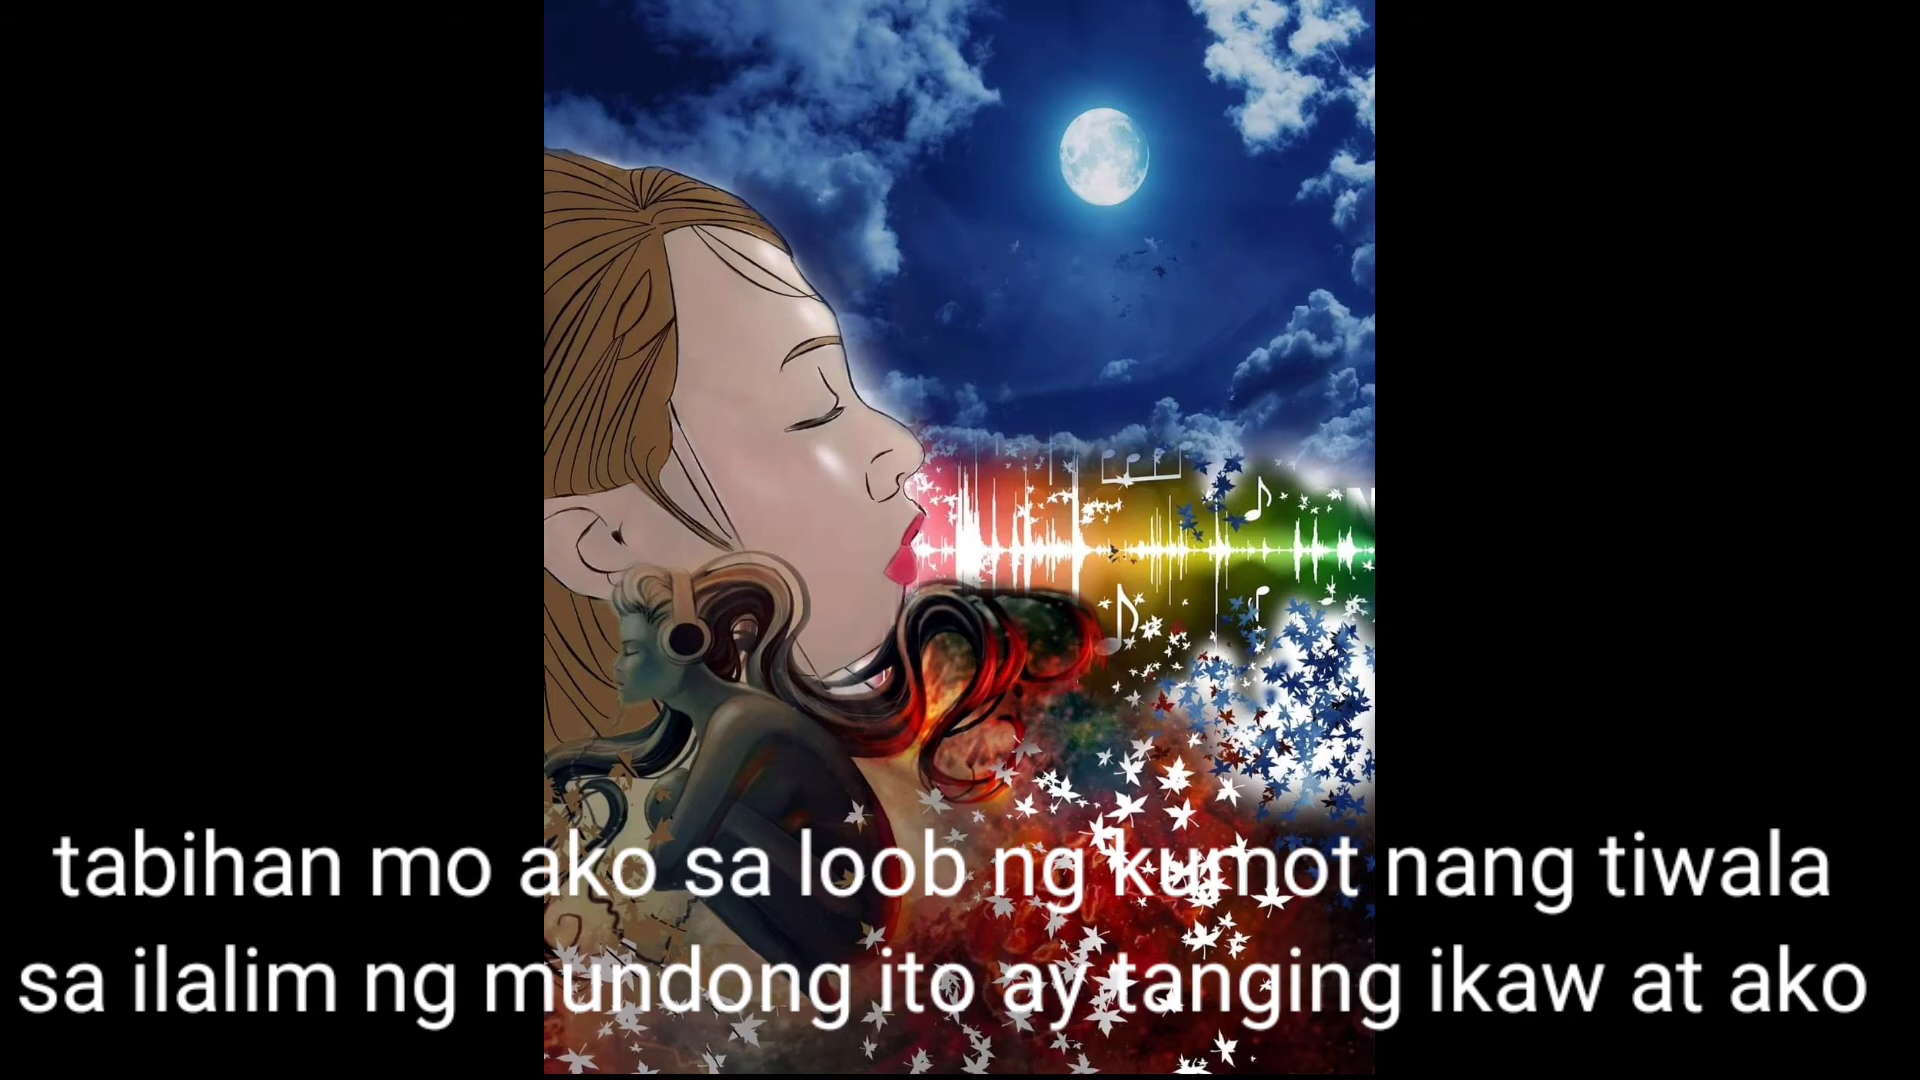 tabihan mo ako sa loob ng kumot nang tiwala
sa ilalim ng mundong ito ay tanging ikaw at ako